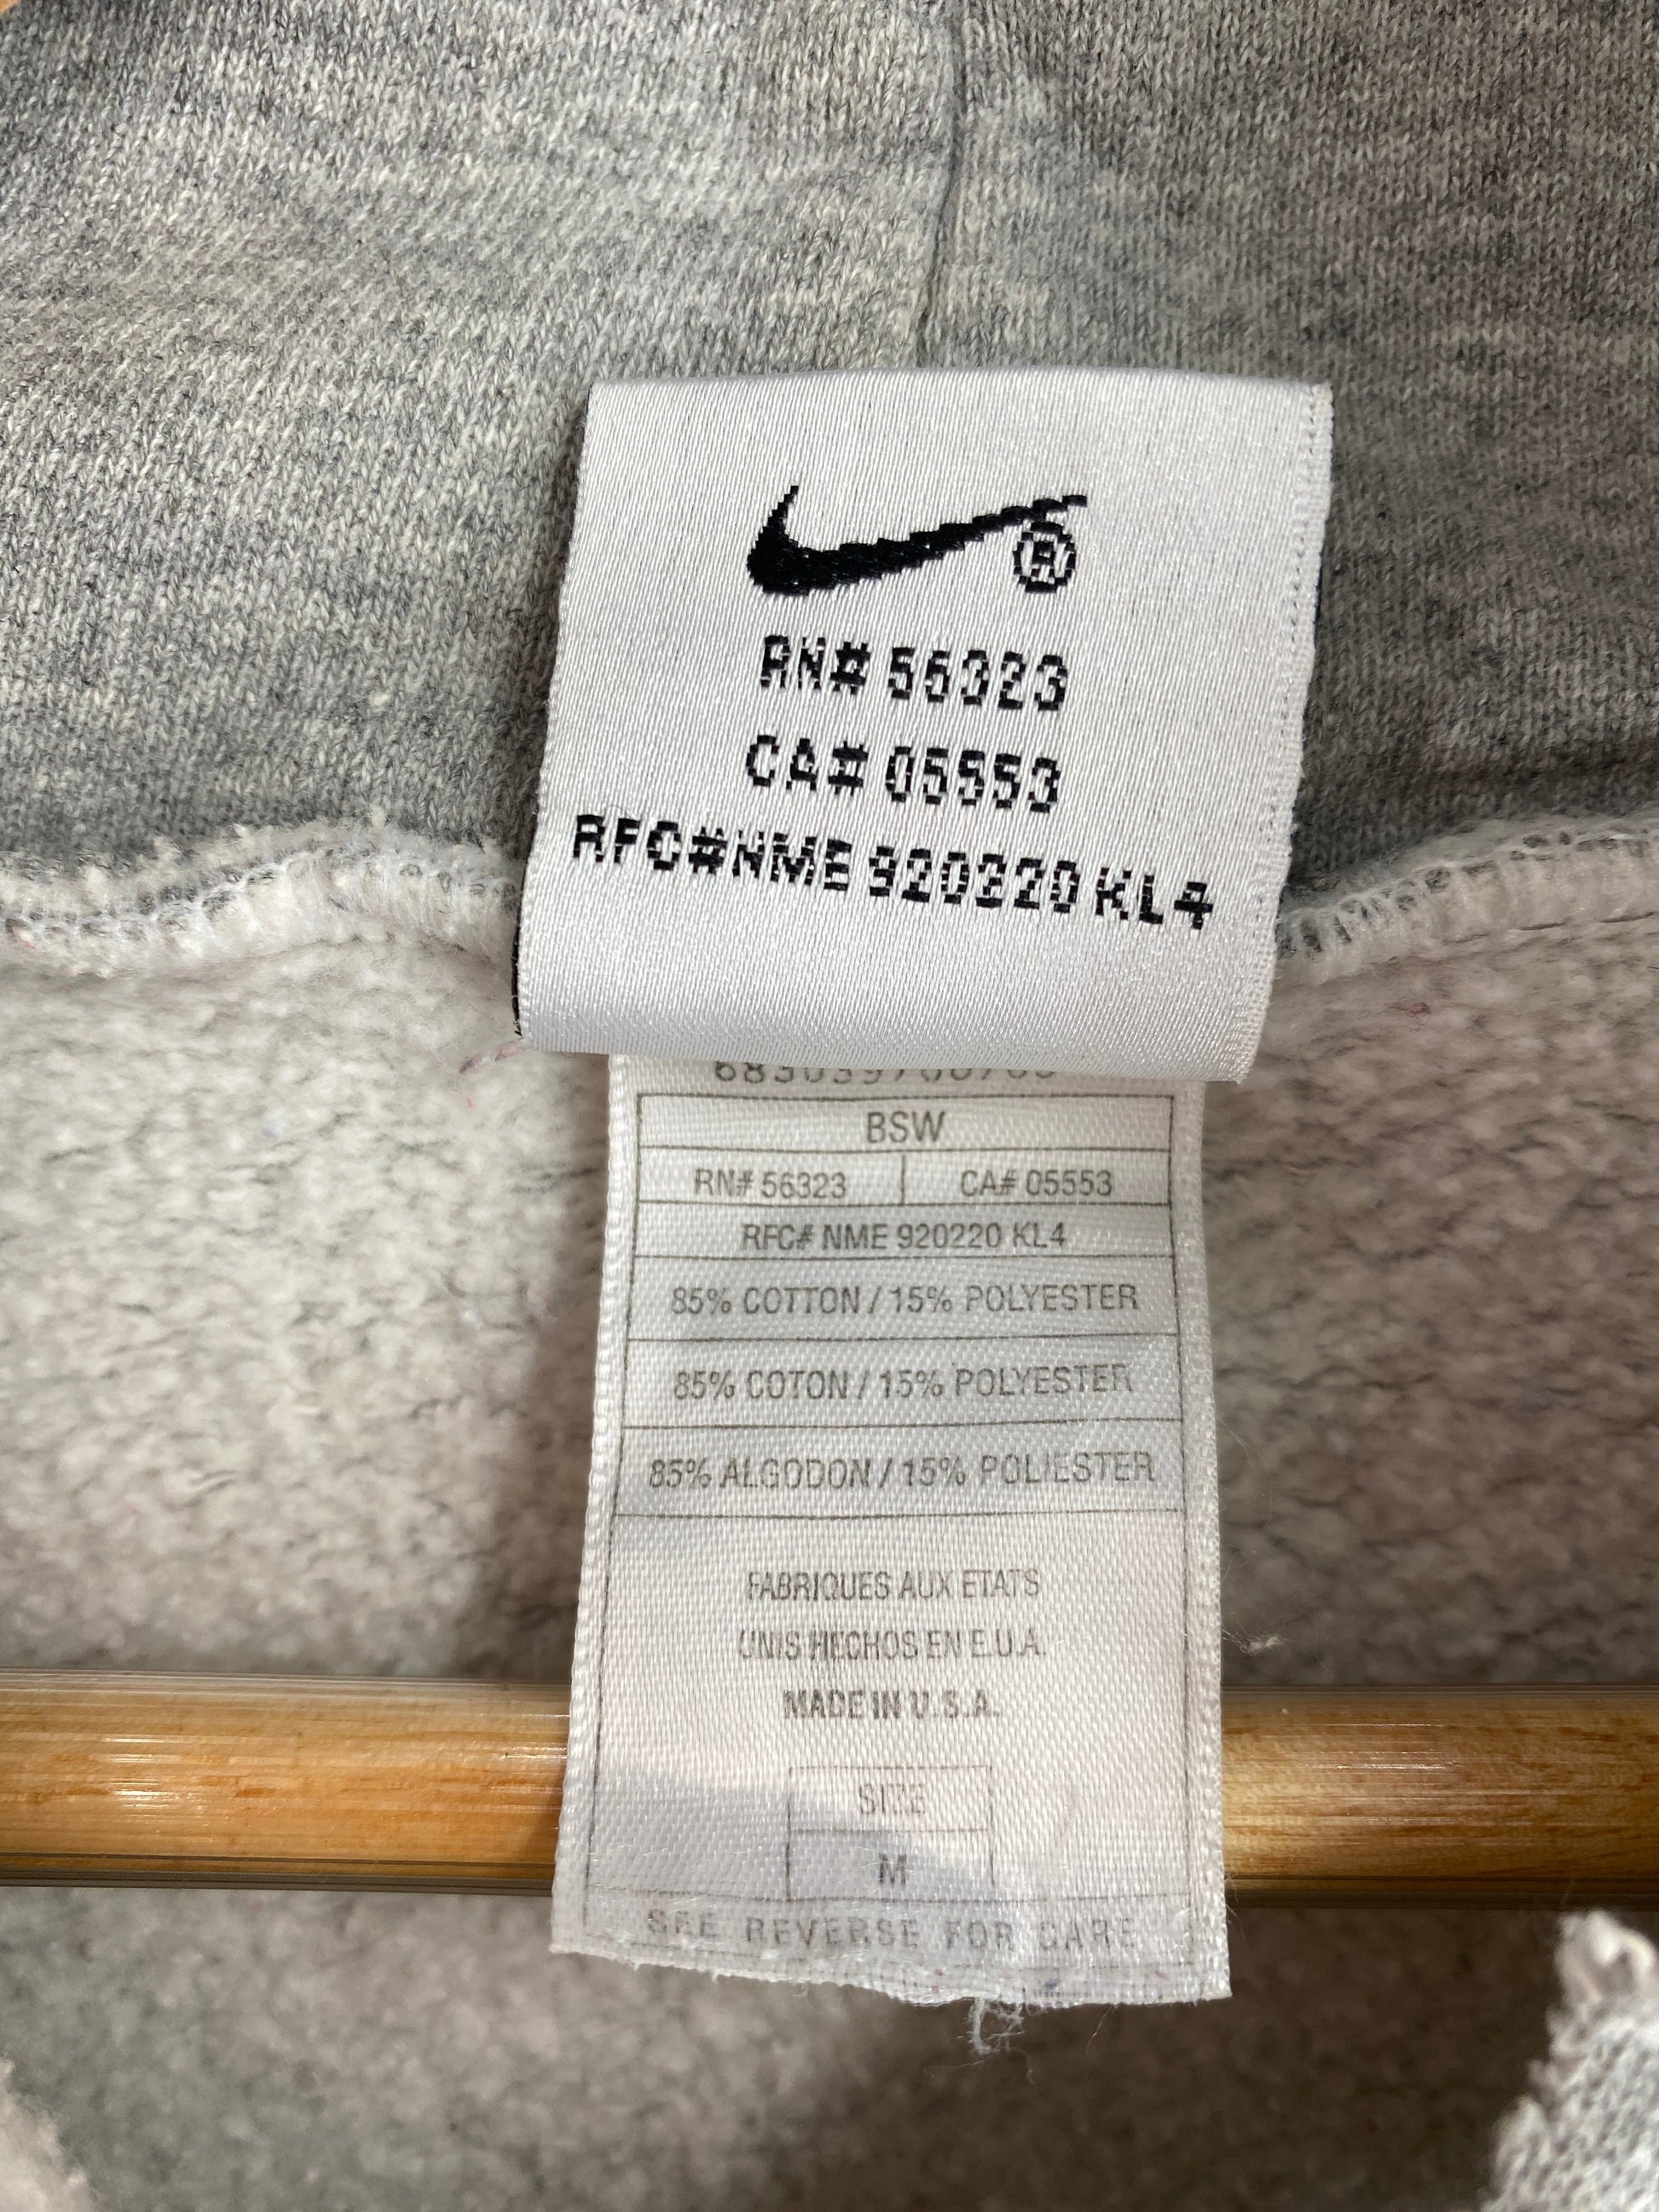 ®
RN# 56323
CA# 05553
RFC#NME 920220 KL4
BSW
RN# 56323 CA# 05553
RFC# NME 920220 KL4
85% COTTON / 15% POLYESTER
85% COTON / 15% POLYESTER
85% ALGODON / 15% POLIESTER
FABRIQUES AUX ETATS
UNIS HECHOS EN E.U.A.
MADE IN U.S.A.
SIZE
M
SEE REVERSE FOR CARE